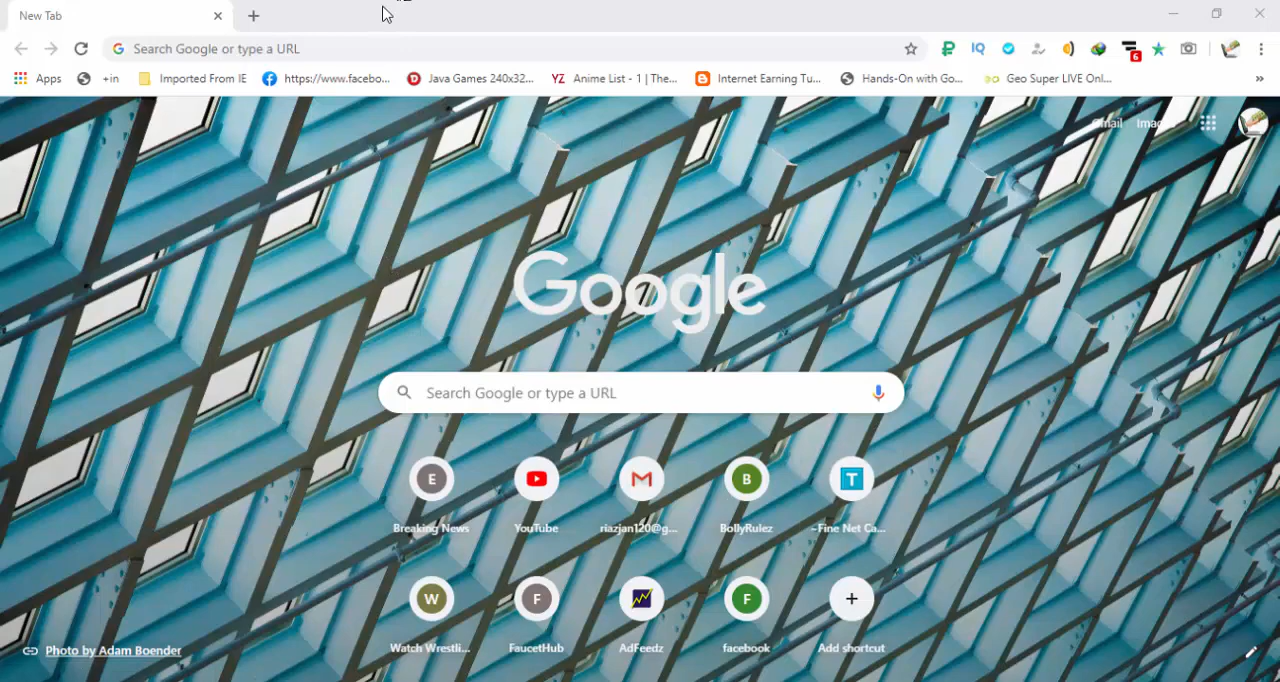 New Tab
Search Google or type a URL
Apps
+in
Imported From IE
https://www.facebo...
Java Games 240x32...
YZ Anime List - 1 | The...
Internet Earning Tu...
Hands-On with Go...
Geo Super LIVE Onl...
»
IQ
6
Gmail
Images
Google
Search Google or type a URL
E
B
T
Breaking News
YouTube
riazjan120@g...
BollyRulez
~Fine Net Ca...
W
F
F
Watch Wrestli...
FaucetHub
AdFeedz
facebook
Add shortcut
Photo by Adam Boender